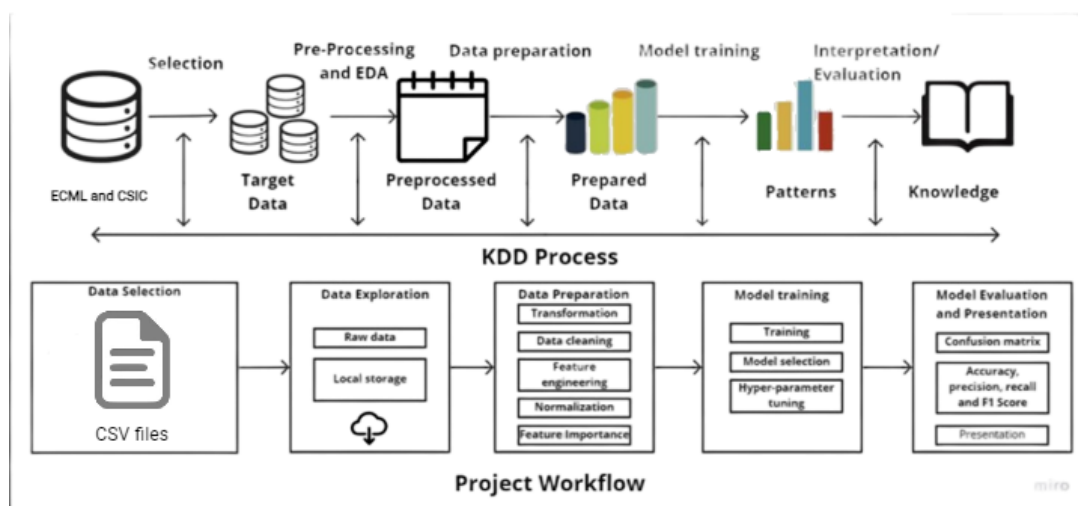 Selection
Pre-Processing
and EDA
Data preparation
Model training
Interpretation/
Evaluation
ECML and CSIC
Target
Data
Preprocessed
Data
Prepared
Data
Patterns
Knowledge
KDD Process
Data Selection
CSV files
Data Exploration
Raw data
Local storage
Data Preparation
Transformation
Data cleaning
Feature
engineering
Normalization
Feature Importance
Model training
Training
Model selection
Hyper-parameter
tuning
Model Evaluation
and Presentation
Confusion matrix
Accuracy,
precision, recall
and F1 Score
Presentation
Project Workflow
miro